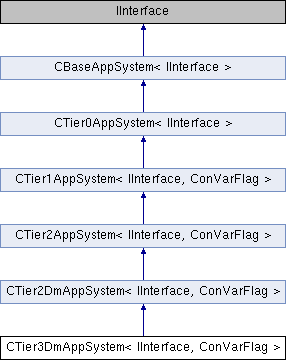 IInterface
CBaseAppSystem< IInterface >
CTier0AppSystem< IInterface >
CTier1AppSystem< IInterface, ConVarFlag >
CTier2AppSystem< IInterface, ConVarFlag >
CTier2DmAppSystem< IInterface, ConVarFlag >
CTier3DmAppSystem< IInterface, ConVarFlag >